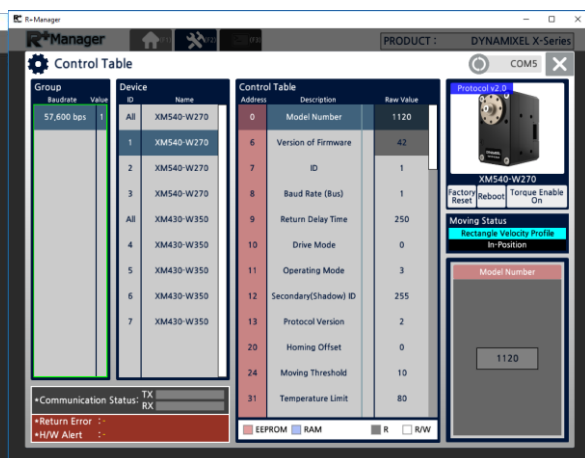 R+Manager
R+Manager
PRODUCT :
DYNAMIXEL X-Series
Control Table
COM5
Group
Baudrate Value
57,600 bps 1
Device
ID Name
All XM540-W270
1 XM540-W270
2 XM540-W270
3 XM540-W270
All XM430-W350
4 XM430-W350
5 XM430-W350
6 XM430-W350
7 XM430-W350
Control Table
Address Description Raw Value
0 Model Number 1120
6 Version of Firmware 42
7 ID 1
8 Baud Rate (Bus) 1
9 Return Delay Time 250
10 Drive Mode 0
11 Operating Mode 3
12 Secondary(Shadow) ID 255
13 Protocol Version 2
20 Homing Offset 0
24 Moving Threshold 10
31 Temperature Limit 80
EEPROM RAM R R/W
Protocol v2.0
XM540-W270
Factory Reset
Reboot
Torque Enable On
Moving Status
Rectangle Velocity Profile
In-Position
Model Number
1120
*Communication Status: TX
RX
*Return Error :-
*H/W Alert :-